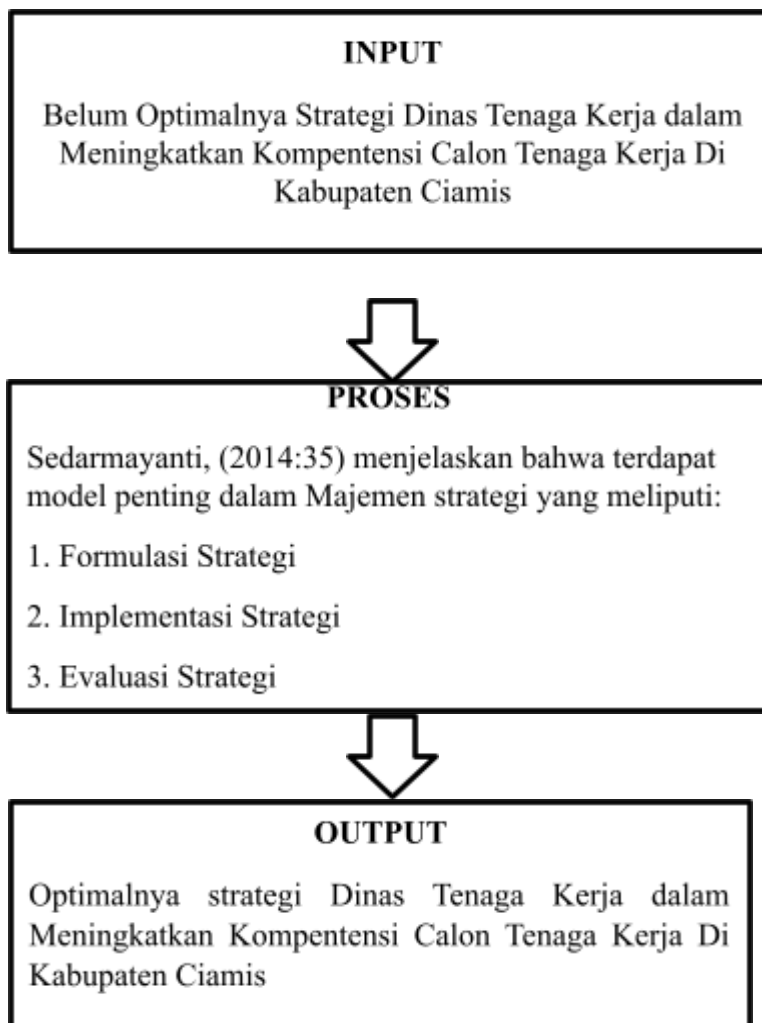 INPUT
Belum Optimalnya Strategi Dinas Tenaga Kerja dalam
Meningkatkan Kompentensi Calon Tenaga Kerja Di
Kabupaten Ciamis
PROSES
Sedarmayanti, (2014:35) menjelaskan bahwa terdapat
model penting dalam Majemen strategi yang meliputi:
1. Formulasi Strategi
2. Implementasi Strategi
3. Evaluasi Strategi
OUTPUT
Optimalnya strategi Dinas Tenaga Kerja dalam
Meningkatkan Kompentensi Calon Tenaga Kerja Di
Kabupaten Ciamis